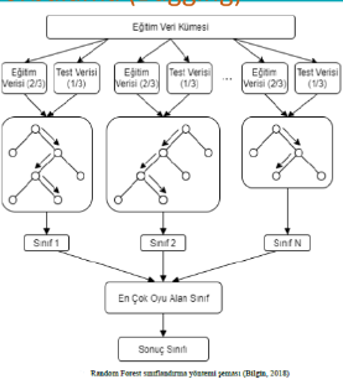 Eğitim Veri Kümesi
Eğitim Verisi (2/3)
Test Verisi (1/3)
Eğitim Verisi (2/3)
Test Verisi (1/3)
...
Eğitim Verisi (2/3)
Test Verisi (1/3)
Sınıf 1
Sınıf 2
Sınıf N
En Çok Oyu Alan Sınıf
Sonuç Sınıfı
Random Forest sınıflandırma yöntemi şeması (Bilgin, 2018)